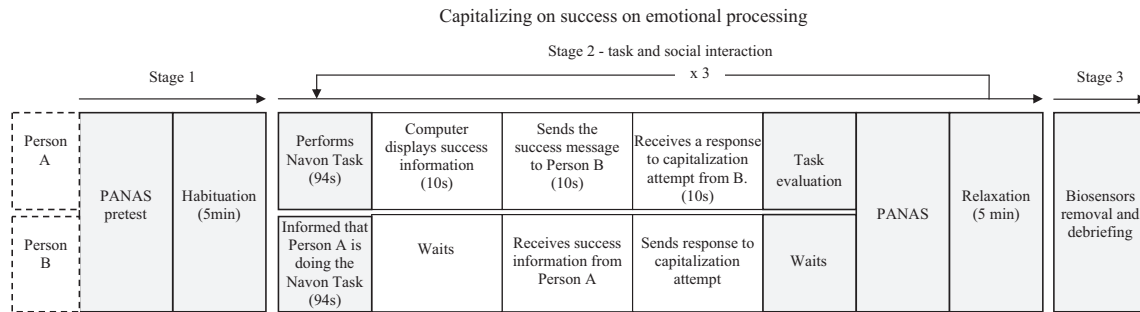 Capitalizing on success on emotional processing
Stage 2 - task and social interaction
Stage 1
x 3
Stage 3
Person
A
PANAS
pretest
Habituation
(5min)
Performs
Navon Task
(94s)
Computer
displays success
information
(10s)
Sends the
success message
to Person B
(10s)
Receives a response
to capitalization
attempt from B.
(10s)
Task
evaluation
PANAS
Relaxation
(5 min)
Biosensors
removal and
debriefing
Person
B
Informed that
Person A is
doing the
Navon Task
(94s)
Waits
Receives success
information from
Person A
Sends response to
capitalization
attempt
Waits